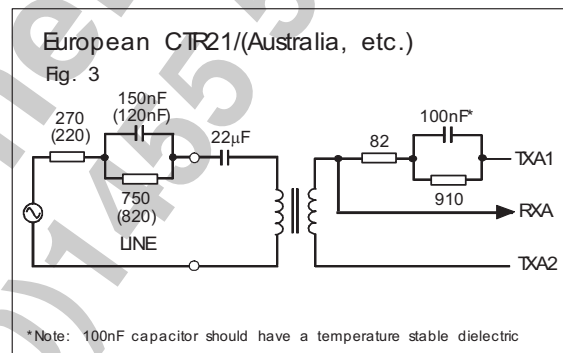 European CTR21/(Australia, etc.)
Fig. 3
270
(220)
150nF
(120nF)
22µF
750
(820)
LINE
82
100nF*
910
TXA1
RXA
TXA2
*Note: 100nF capacitor should have a temperature stable dielectric